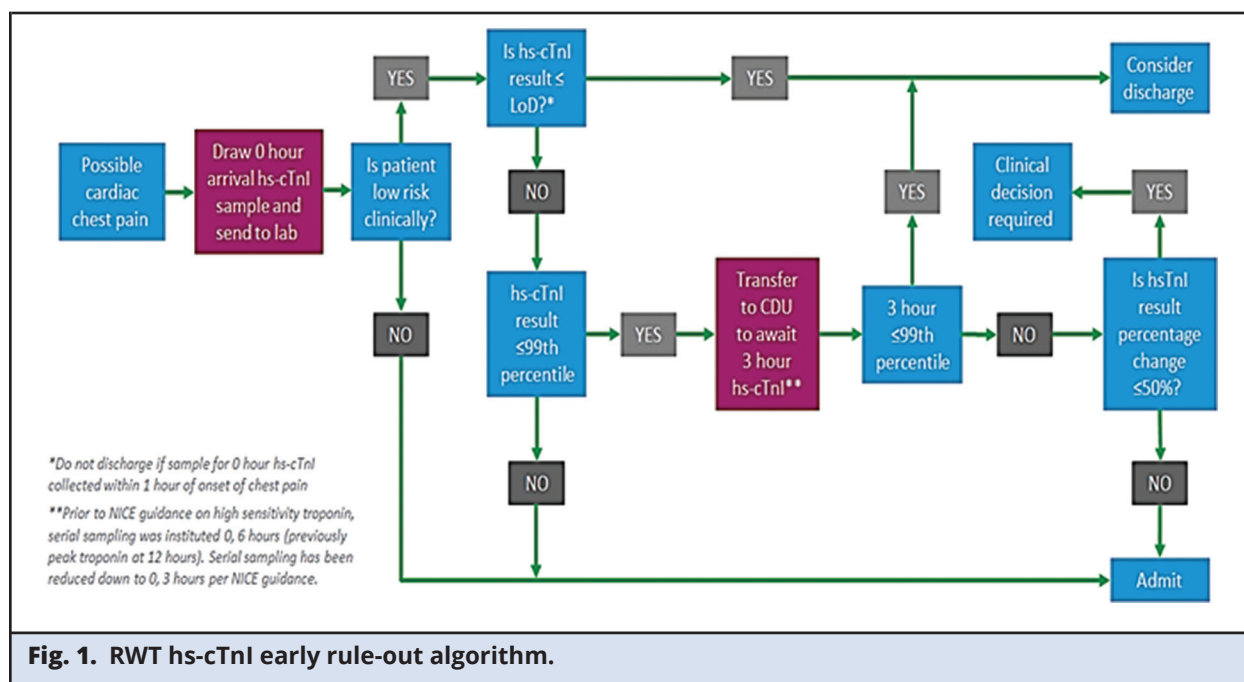 Possible
cardiac
chest pain
Draw 0 hour
arrival hs-cTnI
sample and
send to lab
Is patient
low risk
clinically?
YES
Is hs-cTnI
result ≤
LoD?*
YES
Consider
discharge
NO
NO
hs-cTnI
result
≤99th
percentile
YES
Transfer
to CDU
to await
3 hour
hs-cTnI**
3 hour
≤99th
percentile
YES
NO
Is hsTnI
result
percentage
change
≤50%?
YES
Clinical
decision
required
NO
NO
Admit
*Do not discharge if sample for 0 hour hs-cTnI
collected within 1 hour of onset of chest pain
**Prior to NICE guidance on high sensitivity troponin,
serial sampling was instituted 0, 6 hours (previously
peak troponin at 12 hours). Serial sampling has been
reduced down to 0, 3 hours per NICE guidance.
Fig. 1. RWT hs-cTnI early rule-out algorithm.